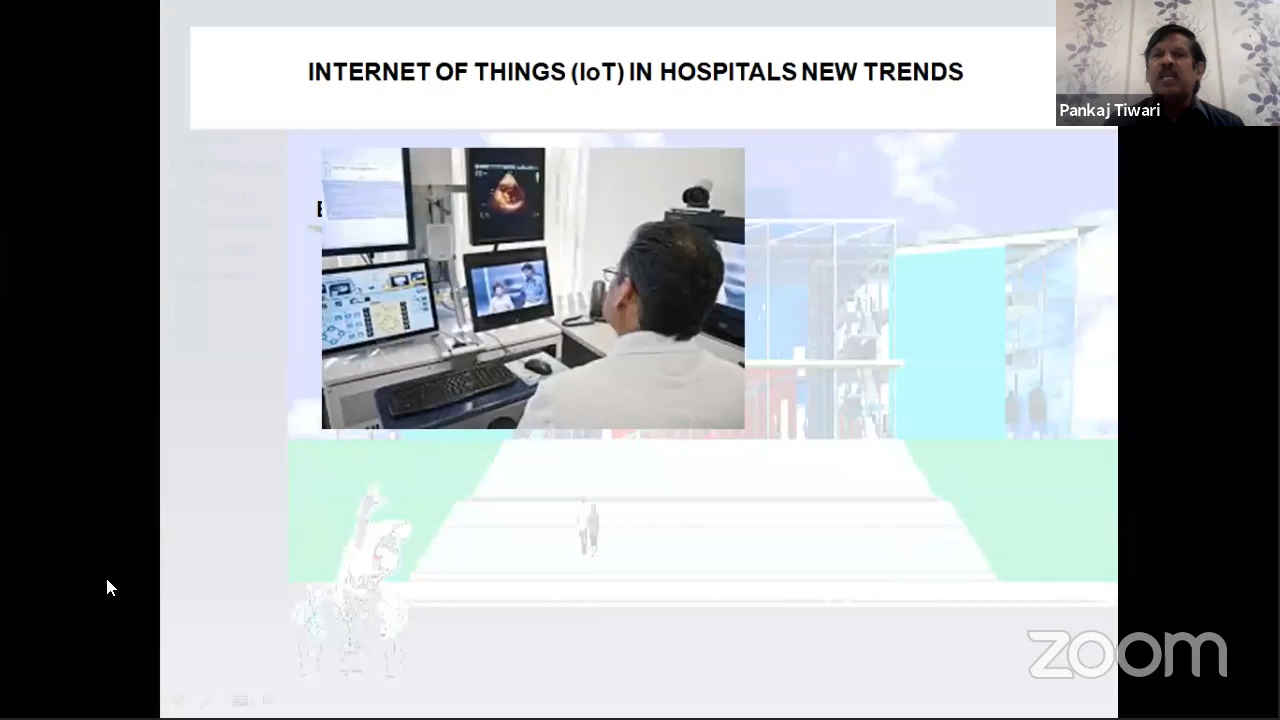 INTERNET OF THINGS (IoT) IN HOSPITALS NEW TRENDS
Pankaj Tiwari
zoom